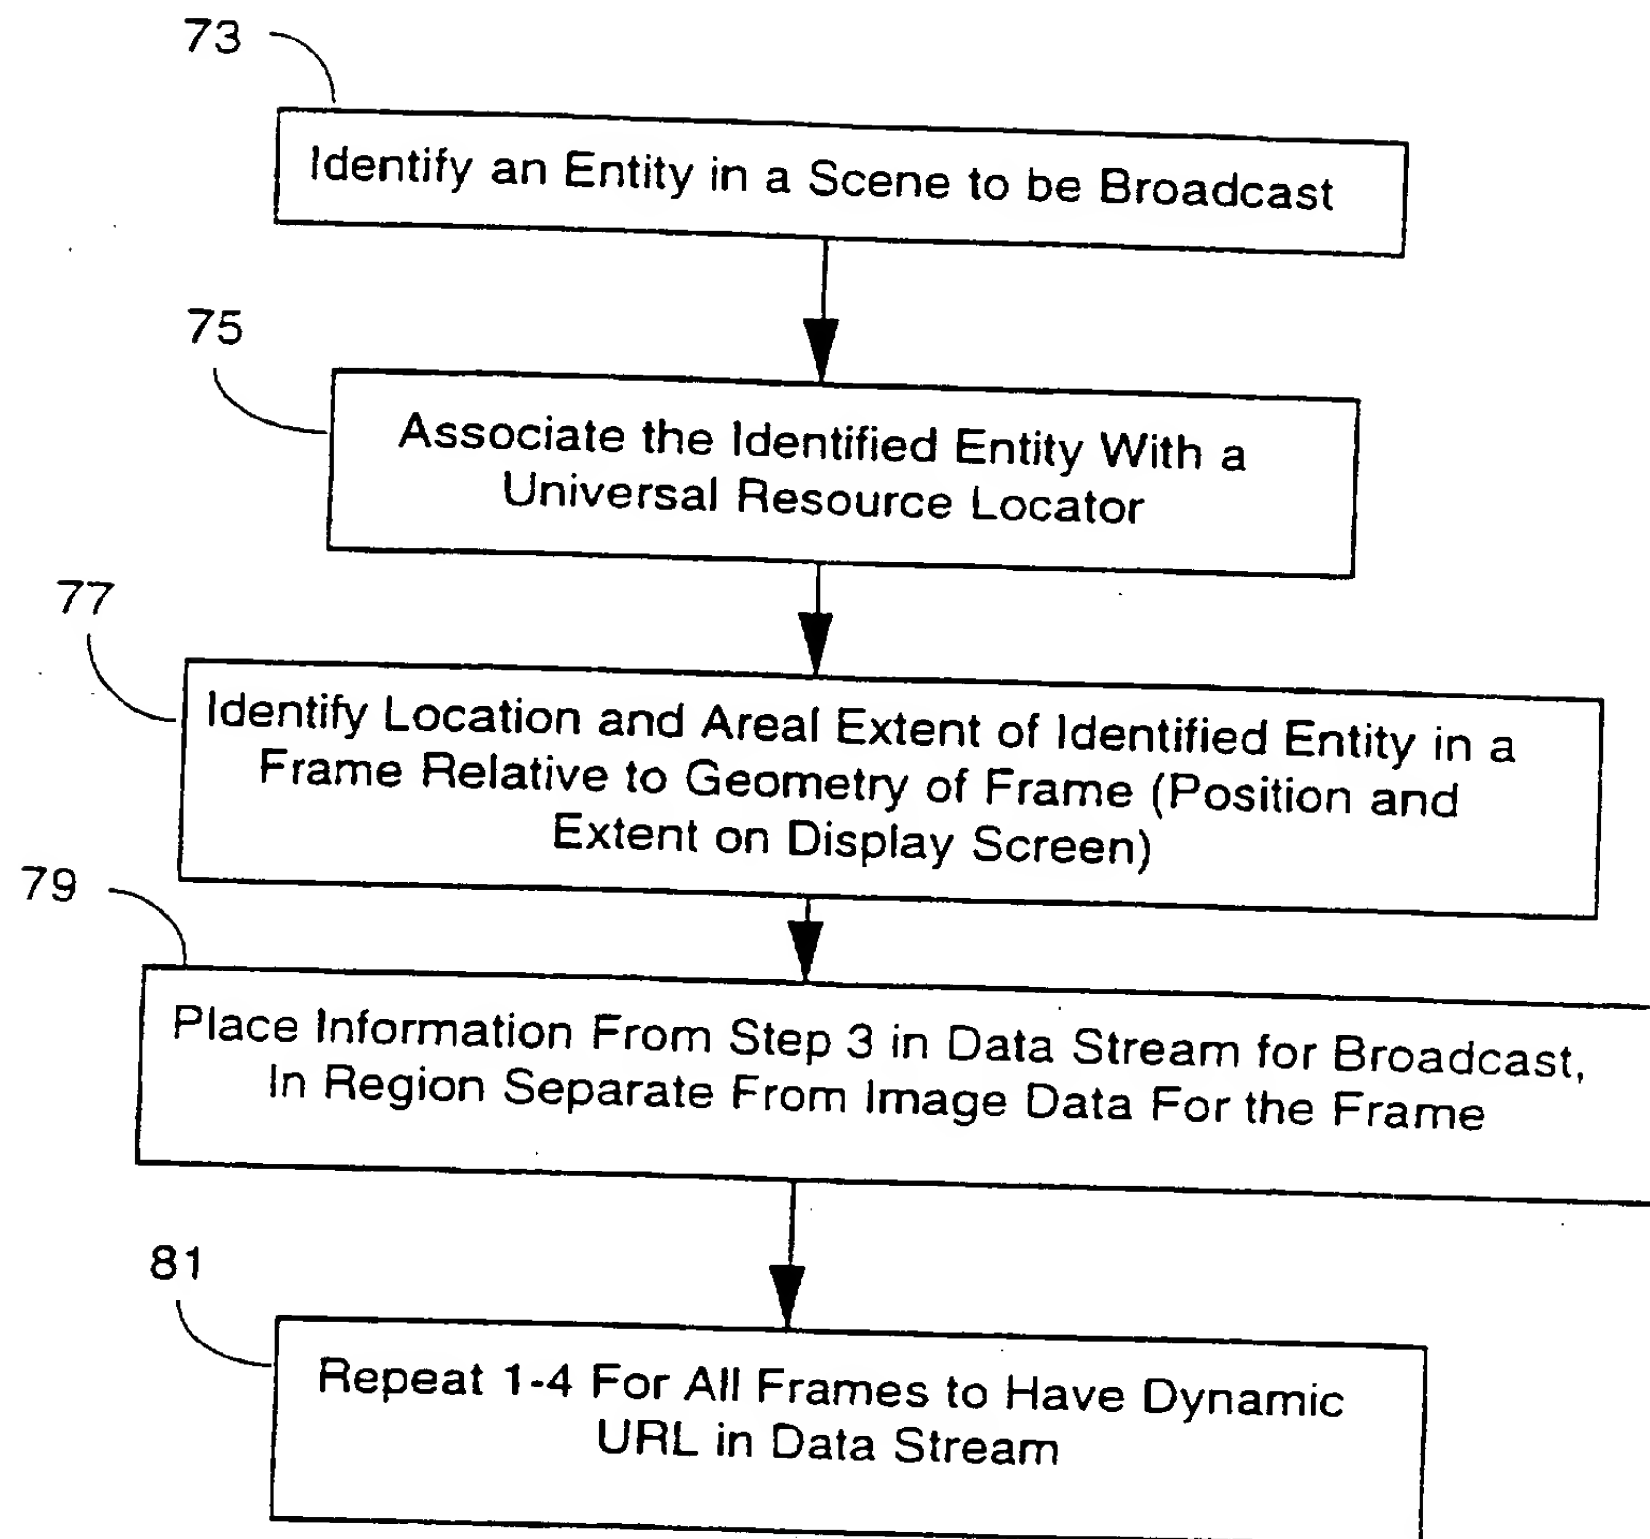 73
Identify an Entity in a Scene to be Broadcast
75
Associate the Identified Entity With a
Universal Resource Locator
77
Identify Location and Areal Extent of Identified Entity in a
Frame Relative to Geometry of Frame (Position and
Extent on Display Screen)
79
Place Information From Step 3 in Data Stream for Broadcast,
In Region Separate From Image Data For the Frame
81
Repeat 1-4 For All Frames to Have Dynamic
URL in Data Stream